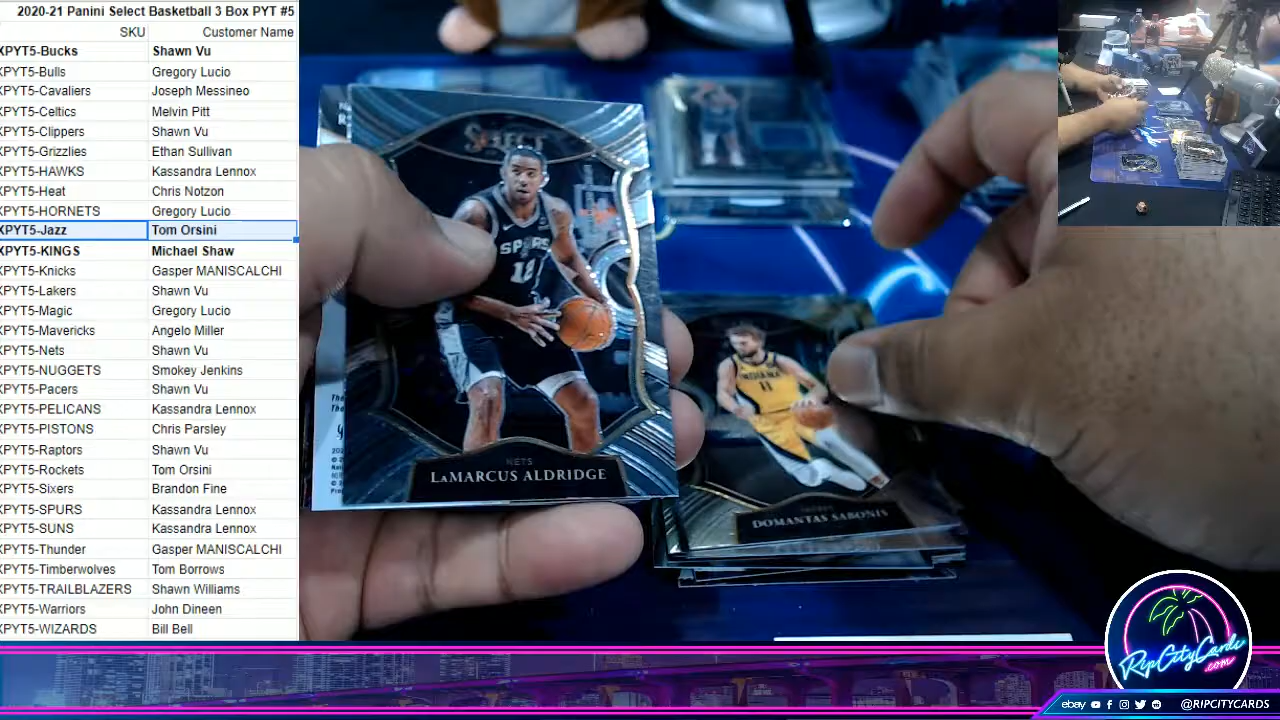 2020-21 Panini Select Basketball 3 Box PYT #5
SKU Customer Name
XPYT5-Bucks Shawn Vu
XPYT5-Bulls Gregory Lucio
XPYT5-Cavaliers Joseph Messineo
XPYT5-Celtics Melvin Pitt
XPYT5-Clippers Shawn Vu
XPYT5-Grizzlies Ethan Sullivan
XPYT5-HAWKS Kassandra Lennox
XPYT5-Heat Chris Notzon
XPYT5-HORNETS Gregory Lucio
XPYT5-Jazz Tom Orsini
XPYT5-KINGS Michael Shaw
XPYT5-Knicks Gasper MANISCALCHI
XPYT5-Lakers Shawn Vu
XPYT5-Magic Gregory Lucio
XPYT5-Mavericks Angelo Miller
XPYT5-Nets Shawn Vu
XPYT5-NUGGETS Smokey Jenkins
XPYT5-Pacers Shawn Vu
XPYT5-PELICANS Kassandra Lennox
XPYT5-PISTONS Chris Parsley
XPYT5-Raptors Shawn Vu
XPYT5-Rockets Tom Orsini
XPYT5-Sixers Brandon Fine
XPYT5-SPURS Kassandra Lennox
XPYT5-SUNS Kassandra Lennox
XPYT5-Thunder Gasper MANISCALCHI
XPYT5-Timberwolves Tom Borrows
XPYT5-TRAILBLAZERS Shawn Williams
XPYT5-Warriors John Dineen
XPYT5-WIZARDS Bill Bell
SELECT
SPURS
12
NETS
LaMARCUS ALDRIDGE
INDIANA
11
DOMANTAS SABONIS
RipCityCards
.com
ebay @RIPCITYCARDS